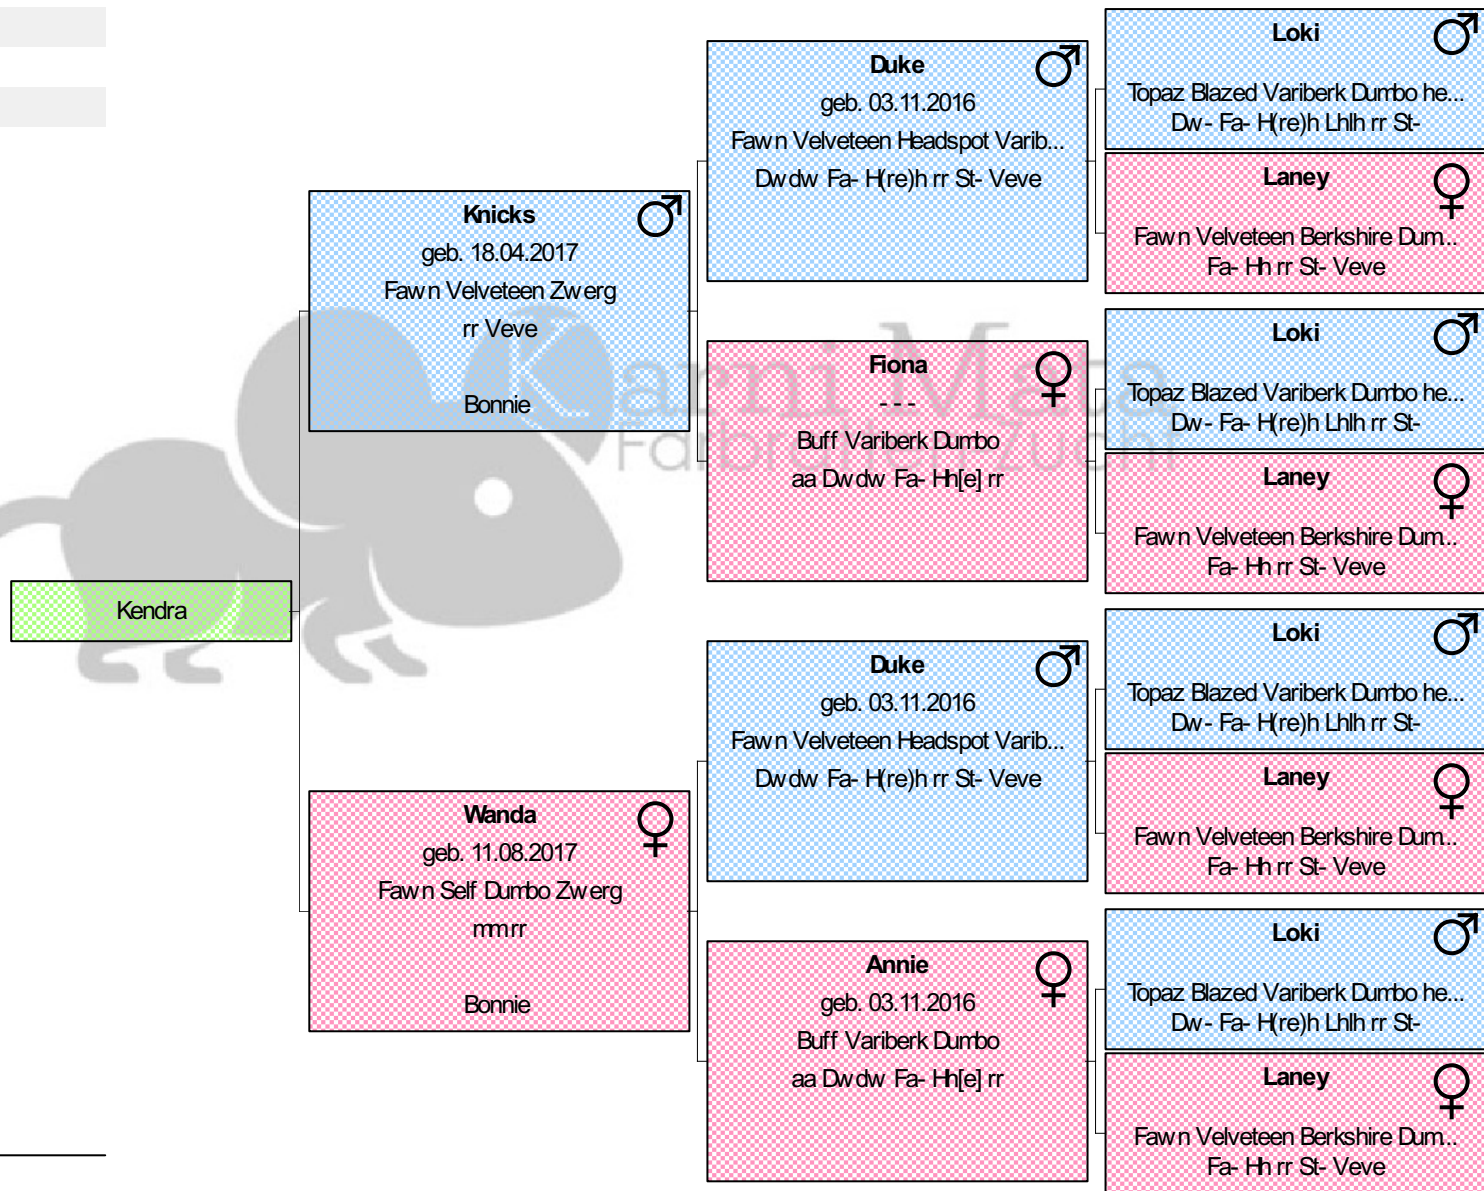 Kendra
Knicks
geb. 18.04.2017
Fawn Velveteen Zwerg
rr Veve
Bonnie
Wanda
geb. 11.08.2017
Fawn Self Dumbo Zwerg
mm rr
Bonnie
Duke
geb. 03.11.2016
Fawn Velveteen Headspot Varib...
Dwdw Fa- H(re)h rr St- Veve
Fiona
---
Buff Variberk Dumbo
aa Dwdw Fa- Hh[e] rr
Duke
geb. 03.11.2016
Fawn Velveteen Headspot Varib...
Dwdw Fa- H(re)h rr St- Veve
Annie
geb. 03.11.2016
Buff Variberk Dumbo
aa Dwdw Fa- Hh[e] rr
Loki
Topaz Blazed Variberk Dumbo he...
Dw- Fa- H(re)h Lhlh rr St-
Laney
Fawn Velveteen Berkshire Dum...
Fa- Hh rr St- Veve
Loki
Topaz Blazed Variberk Dumbo he...
Dw- Fa- H(re)h Lhlh rr St-
Laney
Fawn Velveteen Berkshire Dum...
Fa- Hh rr St- Veve
Loki
Topaz Blazed Variberk Dumbo he...
Dw- Fa- H(re)h Lhlh rr St-
Laney
Fawn Velveteen Berkshire Dum...
Fa- Hh rr St- Veve
Loki
Topaz Blazed Variberk Dumbo he...
Dw- Fa- H(re)h Lhlh rr St-
Laney
Fawn Velveteen Berkshire Dum...
Fa- Hh rr St- Veve
Karni Mata